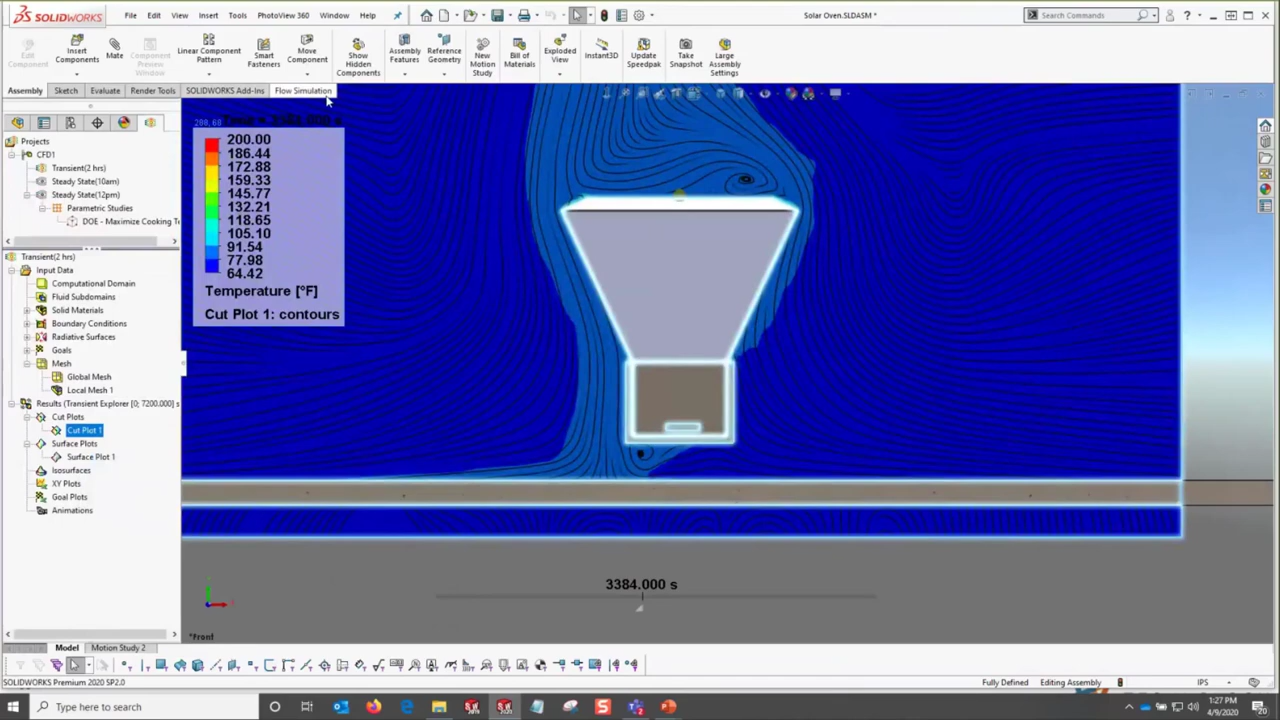 SOLIDWORKS
File Edit View Insert Tools PhotoView 360 Window Help
Solar Oven.SLDASM *
Search Commands
Edit Component
Insert Components
Mate
Component Preview Window
Linear Component Pattern
Smart Fasteners
Move Component
Show Hidden Components
Assembly Features
Reference Geometry
New Motion Study
Bill of Materials
Exploded View
Instant3D
Update Speedpak
Take Snapshot
Large Assembly Settings
Assembly Sketch Evaluate Render Tools SOLIDWORKS Add-Ins Flow Simulation
Projects
CFD1
Transient(2 hrs)
Steady State(10am)
Steady State(12pm)
Parametric Studies
DOE - Maximize Cooking Te
Transient(2 hrs)
Input Data
Computational Domain
Fluid Subdomains
Solid Materials
Boundary Conditions
Radiative Surfaces
Goals
Mesh
Global Mesh
Local Mesh 1
Results (Transient Explorer [0; 7200.000] s
Cut Plots
Cut Plot 1
Surface Plots
Surface Plot 1
Isosurfaces
XY Plots
Goal Plots
Animations
Time = 3384.000 s
200.00
186.44
172.88
159.33
145.77
132.21
118.65
105.10
91.54
77.98
64.42
Temperature [°F]
Cut Plot 1: contours
3384.000 s
*Front
Model Motion Study 2
SOLIDWORKS Premium 2020 SP2.0
Fully Defined Editing Assembly IPS
Type here to search
1:27 PM
4/9/2020
20